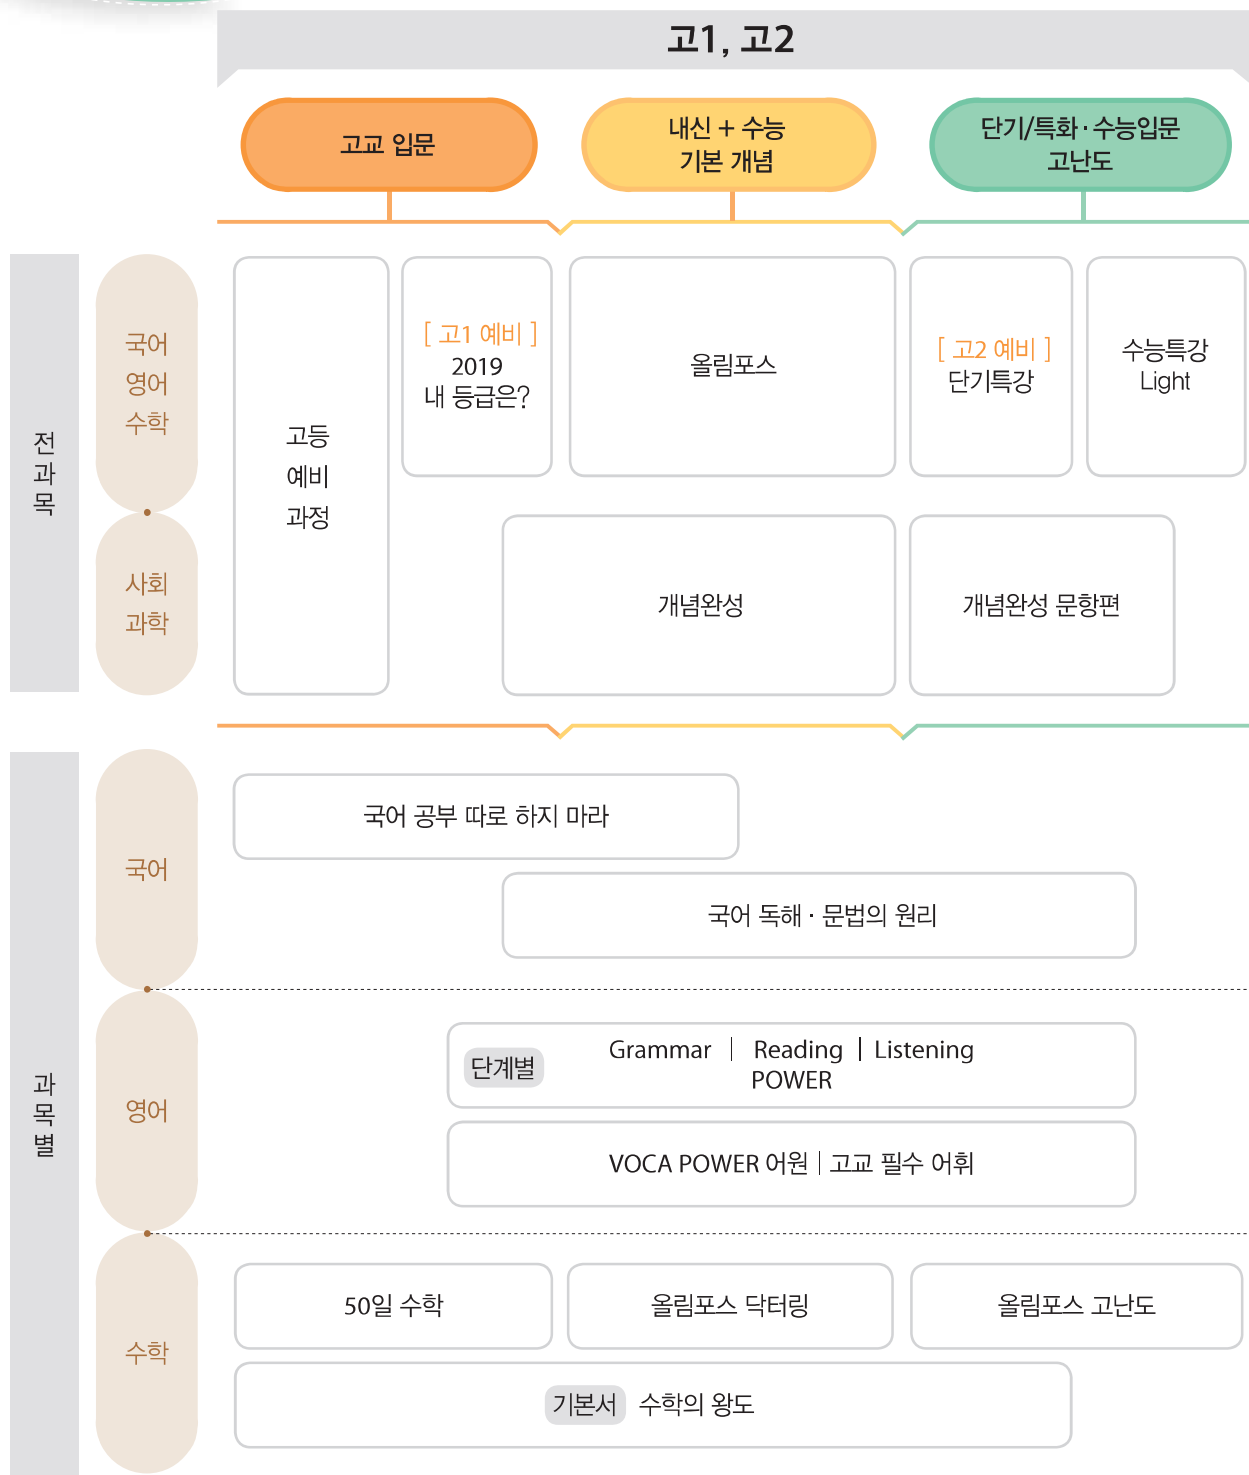 고1, 고2
고교 입문
내신 + 수능
기본 개념
단기/특화 · 수능입문
고난도
전과목
국어
영어
수학
사회
과학
고등
예비
과정
[ 고1 예비 ]
2019
내 등급은?
올림포스
[ 고2 예비 ]
단기특강
수능특강
Light
개념완성
개념완성 문항편
과목별
국어
국어 공부 따로 하지 마라
국어 독해 · 문법의 원리
영어
단계별
Grammar | Reading | Listening
POWER
VOCA POWER 어원 | 고교 필수 어휘
수학
50일 수학
올림포스 닥터링
올림포스 고난도
기본서 수학의 왕도